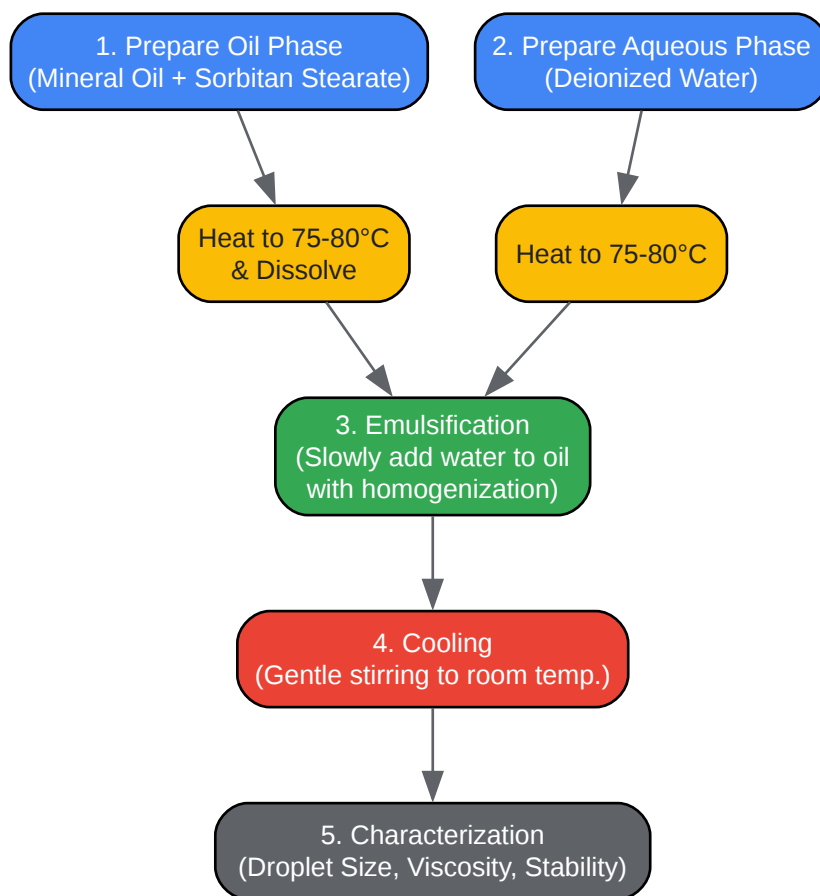 1. Prepare Oil Phase
(Mineral Oil + Sorbitan Stearate)
2. Prepare Aqueous Phase
(Deionized Water)
Heat to 75-80°C
& Dissolve
Heat to 75-80°C
3. Emulsification
(Slowly add water to oil
with homogenization)
4. Cooling
(Gentle stirring to room temp.)
5. Characterization
(Droplet Size, Viscosity, Stability)